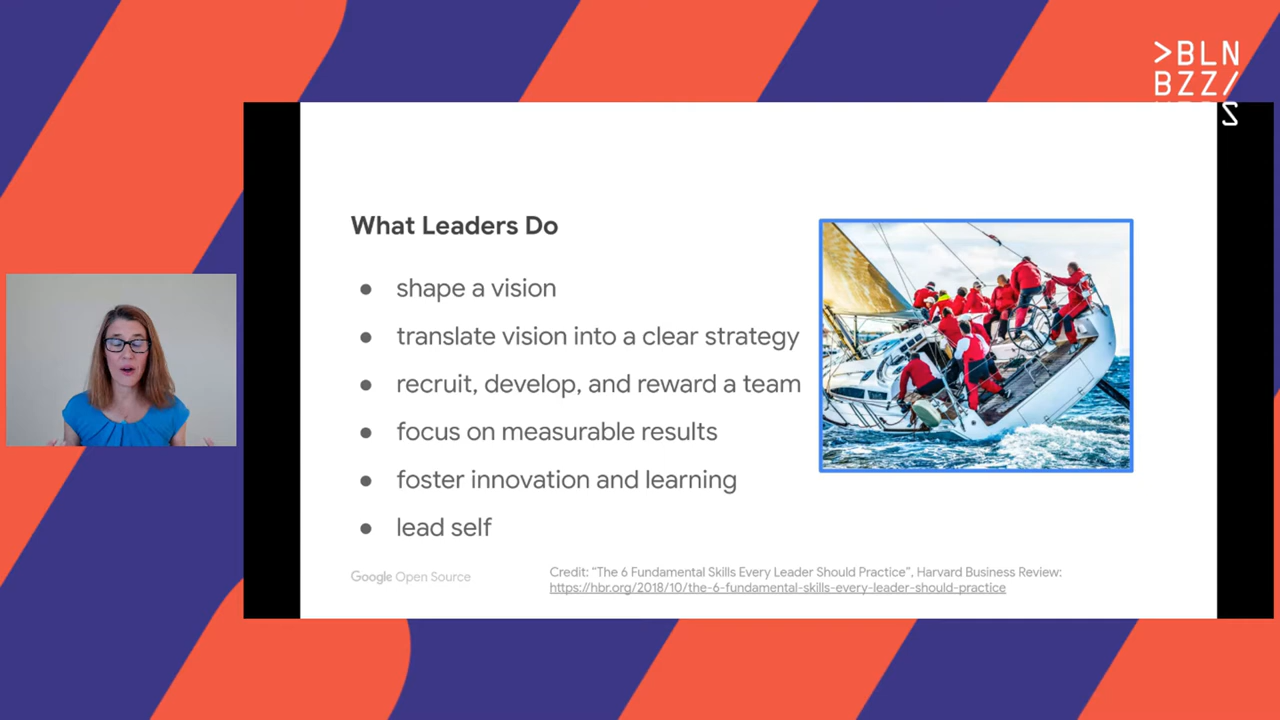 >BLN
BZZ/
What Leaders Do
● shape a vision
● translate vision into a clear strategy
● recruit, develop, and reward a team
● focus on measurable results
● foster innovation and learning
● lead self
Google Open Source
Credit: "The 6 Fundamental Skills Every Leader Should Practice", Harvard Business Review:
https://hbr.org/2018/10/the-6-fundamental-skills-every-leader-should-practice